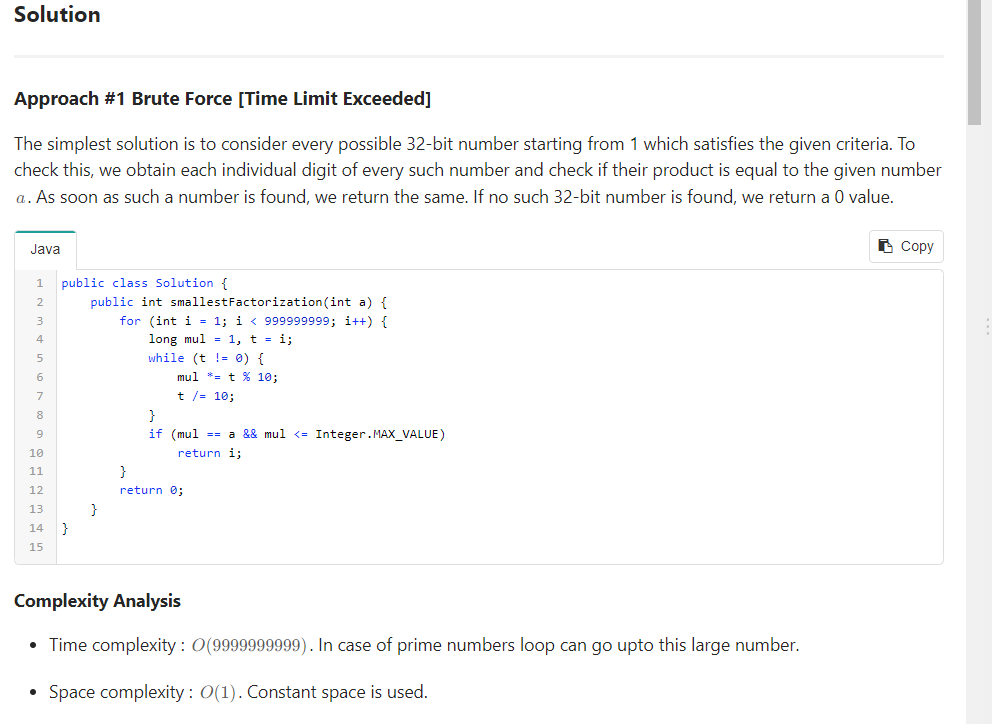 Solution
Approach #1 Brute Force [Time Limit Exceeded]
The simplest solution is to consider every possible 32-bit number starting from 1 which satisfies the given criteria. To
check this, we obtain each individual digit of every such number and check if their product is equal to the given number
a. As soon as such a number is found, we return the same. If no such 32-bit number is found, we return a 0 value.
Java
Copy
1 public class Solution {
2     public int smallestFactorization(int a) {
3         for (int i = 1; i < 999999999; i++) {
4             long mul = 1, t = i;
5             while (t != 0) {
6                 mul *= t % 10;
7                 t /= 10;
8             }
9             if (mul == a && mul <= Integer.MAX_VALUE)
10                 return i;
11         }
12         return 0;
13     }
14 }
15
Complexity Analysis
• Time complexity : O(9999999999). In case of prime numbers loop can go upto this large number.
• Space complexity : O(1). Constant space is used.